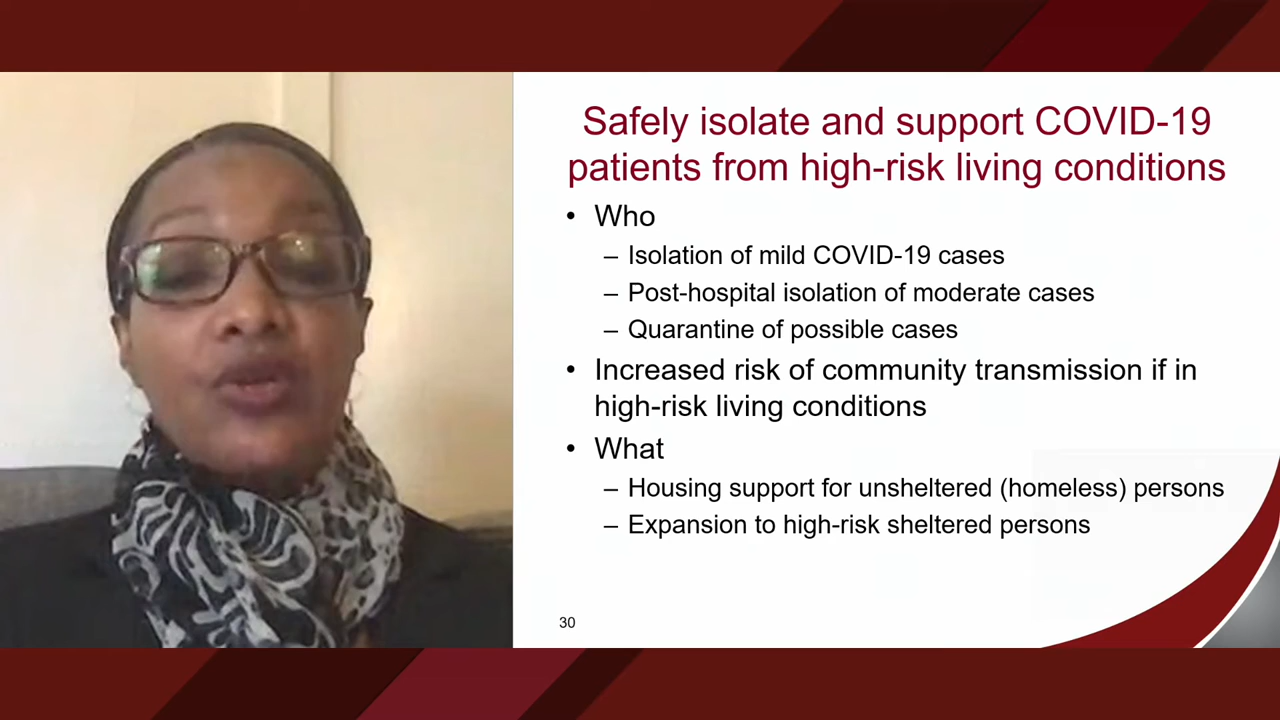 Safely isolate and support COVID-19
patients from high-risk living conditions
• Who
– Isolation of mild COVID-19 cases
– Post-hospital isolation of moderate cases
– Quarantine of possible cases
• Increased risk of community transmission if in
high-risk living conditions
• What
– Housing support for unsheltered (homeless) persons
– Expansion to high-risk sheltered persons
30